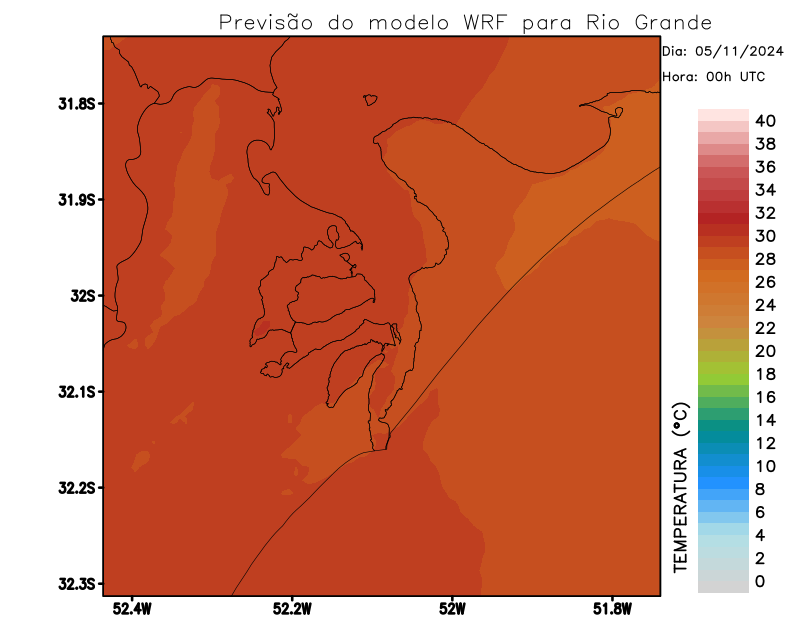 Previsão do modelo WRF para Rio Grande
Dia: 05/11/2024
Hora: 00h UTC
31.8S
31.9S
32S
32.1S
32.2S
32.3S
52.4W
52.2W
52W
51.8W
40
38
36
34
32
30
28
26
24
22
20
18
16
14
12
10
8
6
4
2
0
TEMPERATURA (°C)